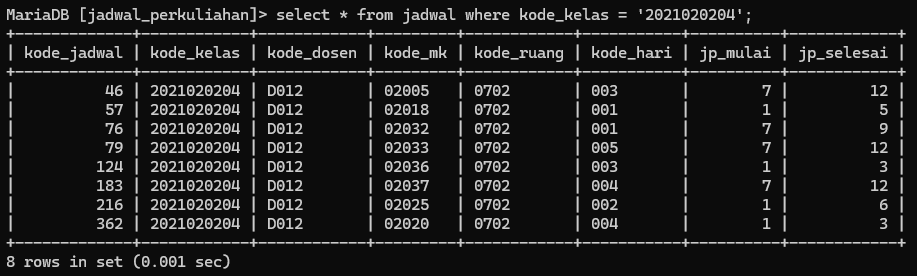 MariaDB [jadwal_perkuliahan]> select * from jadwal where kode_kelas = '2021020204';
+-------------+------------+------------+---------+------------+-----------+----------+------------+
| kode_jadwal | kode_kelas | kode_dosen | kode_mk | kode_ruang | kode_hari | jp_mulai | jp_selesai |
+-------------+------------+------------+---------+------------+-----------+----------+------------+
|          46 | 2021020204 | D012       | 02005   | 0702       | 003       |        7 |         12 |
|          57 | 2021020204 | D012       | 02018   | 0702       | 001       |        1 |          5 |
|          76 | 2021020204 | D012       | 02032   | 0702       | 001       |        7 |          9 |
|          79 | 2021020204 | D012       | 02033   | 0702       | 005       |        7 |         12 |
|         124 | 2021020204 | D012       | 02036   | 0702       | 003       |        1 |          3 |
|         183 | 2021020204 | D012       | 02037   | 0702       | 004       |        7 |         12 |
|         216 | 2021020204 | D012       | 02025   | 0702       | 002       |        1 |          6 |
|         362 | 2021020204 | D012       | 02020   | 0702       | 004       |        1 |          3 |
+-------------+------------+------------+---------+------------+-----------+----------+------------+
8 rows in set (0.001 sec)